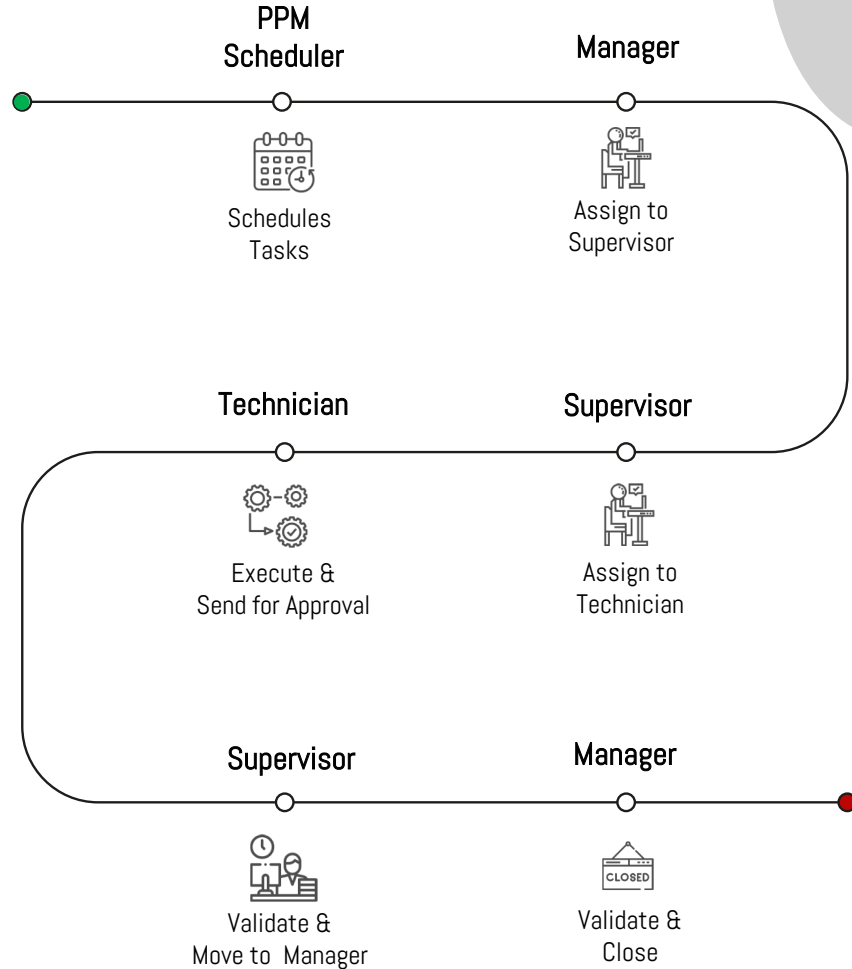 PPM
Scheduler
Manager
Schedules
Tasks
Assign to
Supervisor
Technician
Supervisor
Execute &
Send for Approval
Assign to
Technician
Supervisor
Manager
Validate &
Move to  Manager
CLOSED
Validate &
Close